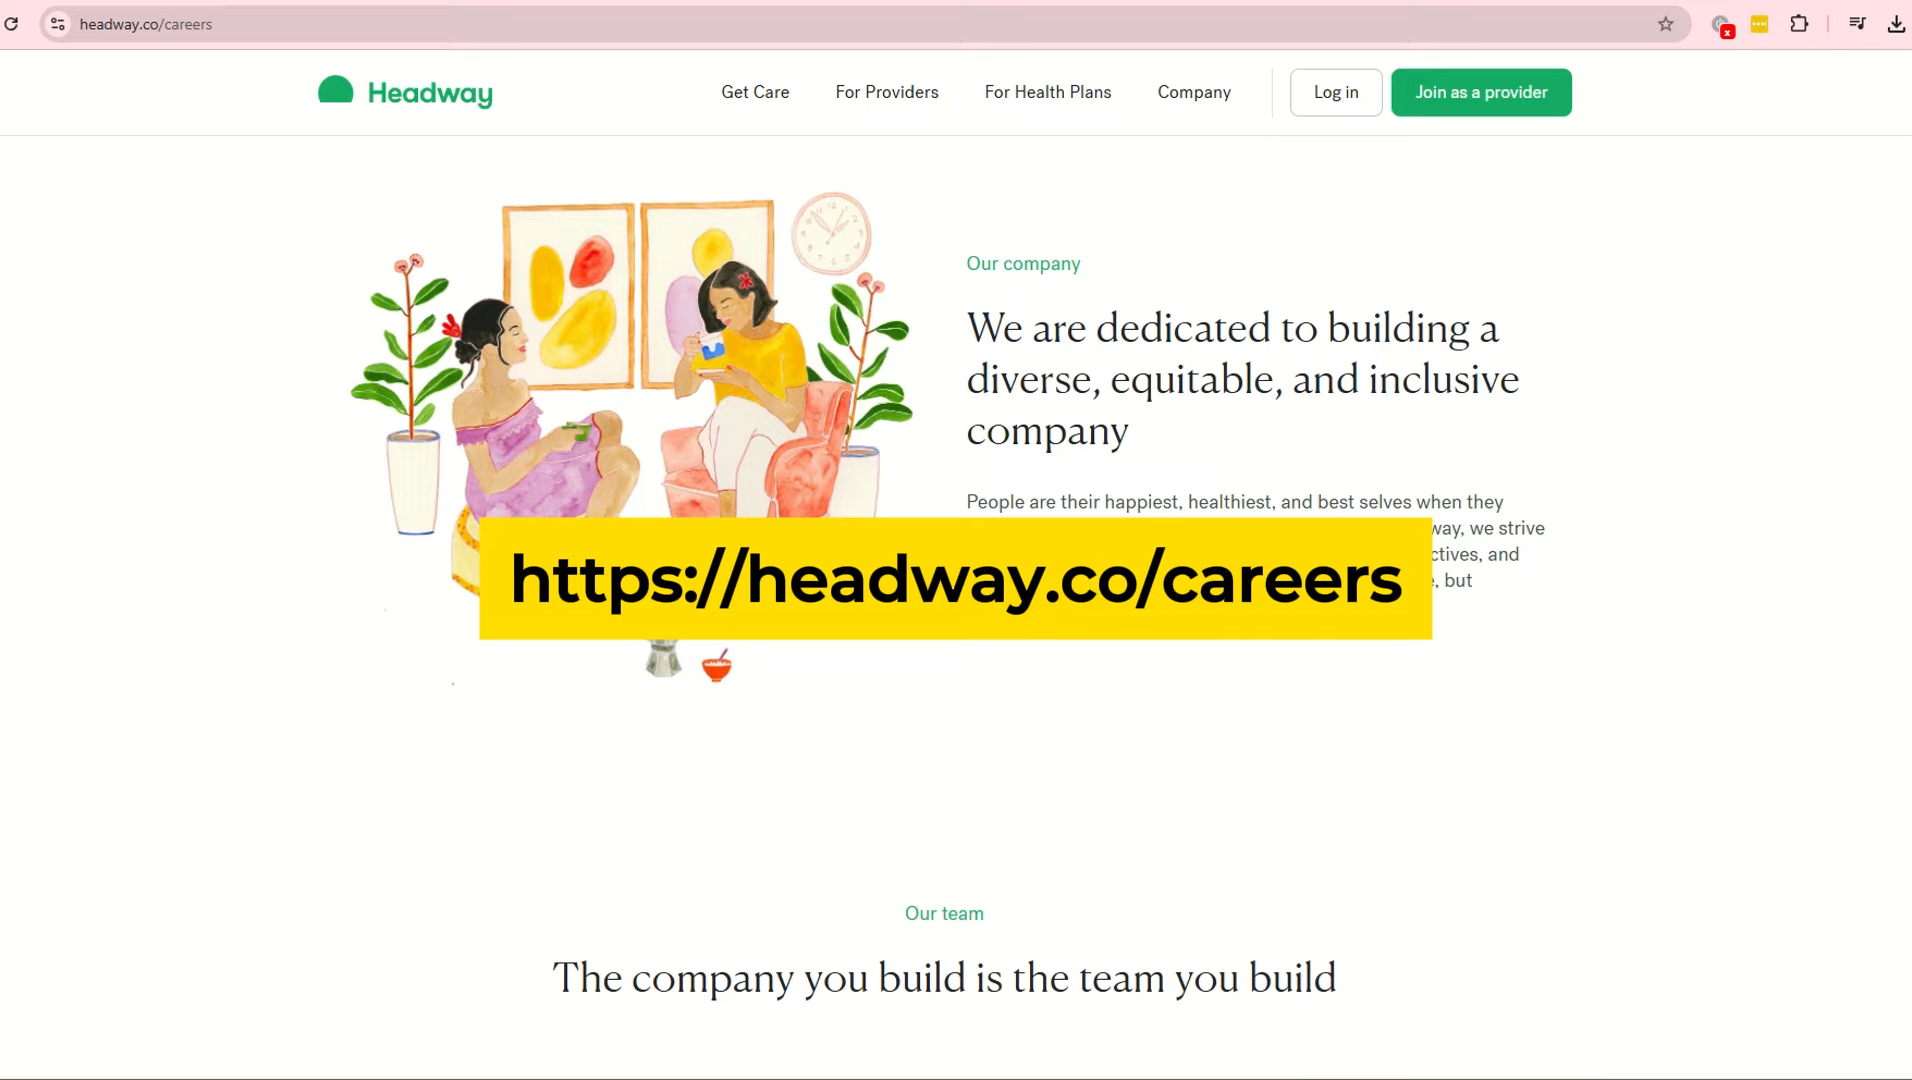 headway.co/careers
Headway
Get Care
For Providers
For Health Plans
Company
Log in
Join as a provider
Our company
We are dedicated to building a
diverse, equitable, and inclusive
company
People are their happiest, healthiest, and best selves when they
way, we strive
ctives, and
e, but
https://headway.co/careers
Our team
The company you build is the team you build